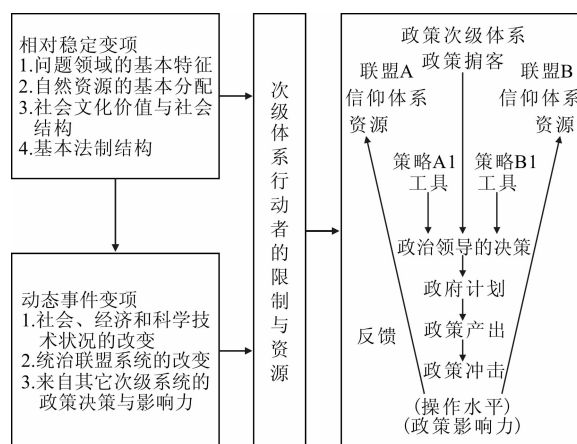 相对稳定变项
1.问题领域的基本特征
2.自然资源的基本分配
3.社会文化价值与社会
结构
4.基本法制结构
动态事件变项
1.社会、经济和科学技
术状况的改变
2.统治联盟系统的改变
3.来自其它次级系统的
政策决策与影响力
次级体系行动者的限制与资源
政策次级体系
政策掮客
联盟A
信仰体系
资源
联盟B
信仰体系
资源
策略A1
工具
策略B1
工具
政治领导的决策
政府计划
反馈
政策产出
政策冲击
(操作水平)
(政策影响力)